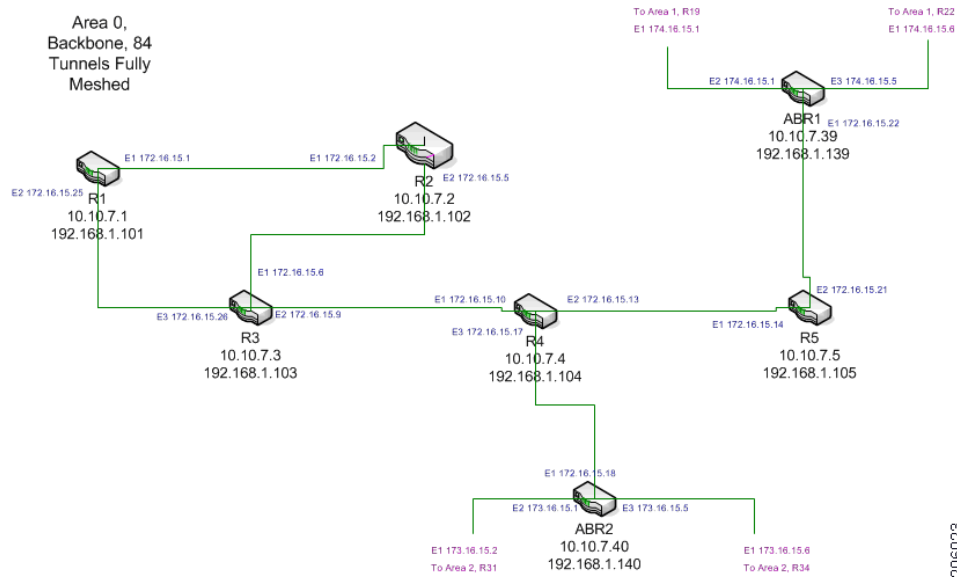 Area 0,
Backbone, 84
Tunnels Fully
Meshed
To Area 1, R19
E1 174.16.15.1
To Area 1, R22
E1 174.16.15.6
E2 174.16.15.1
E3 174.16.15.5
ABR1
E1 172.16.15.22
10.10.7.39
192.168.1.139
E1 172.16.15.1
E1 172.16.15.2
E2 172.16.15.5
E2 172.16.15.25
R1
10.10.7.1
192.168.1.101
R2
10.10.7.2
192.168.1.102
E1 172.16.15.6
E3 172.16.15.26
E2 172.16.15.9
R3
10.10.7.3
192.168.1.103
E1 172.16.15.10
E2 172.16.15.13
E3 172.16.15.17
R4
10.10.7.4
192.168.1.104
E2 172.16.15.21
E1 172.16.15.14
R5
10.10.7.5
192.168.1.105
E1 172.16.15.18
E2 173.16.15.1
E3 173.16.15.5
ABR2
10.10.7.40
192.168.1.140
E1 173.16.15.2
To Area 2, R31
E1 173.16.15.6
To Area 2, R34